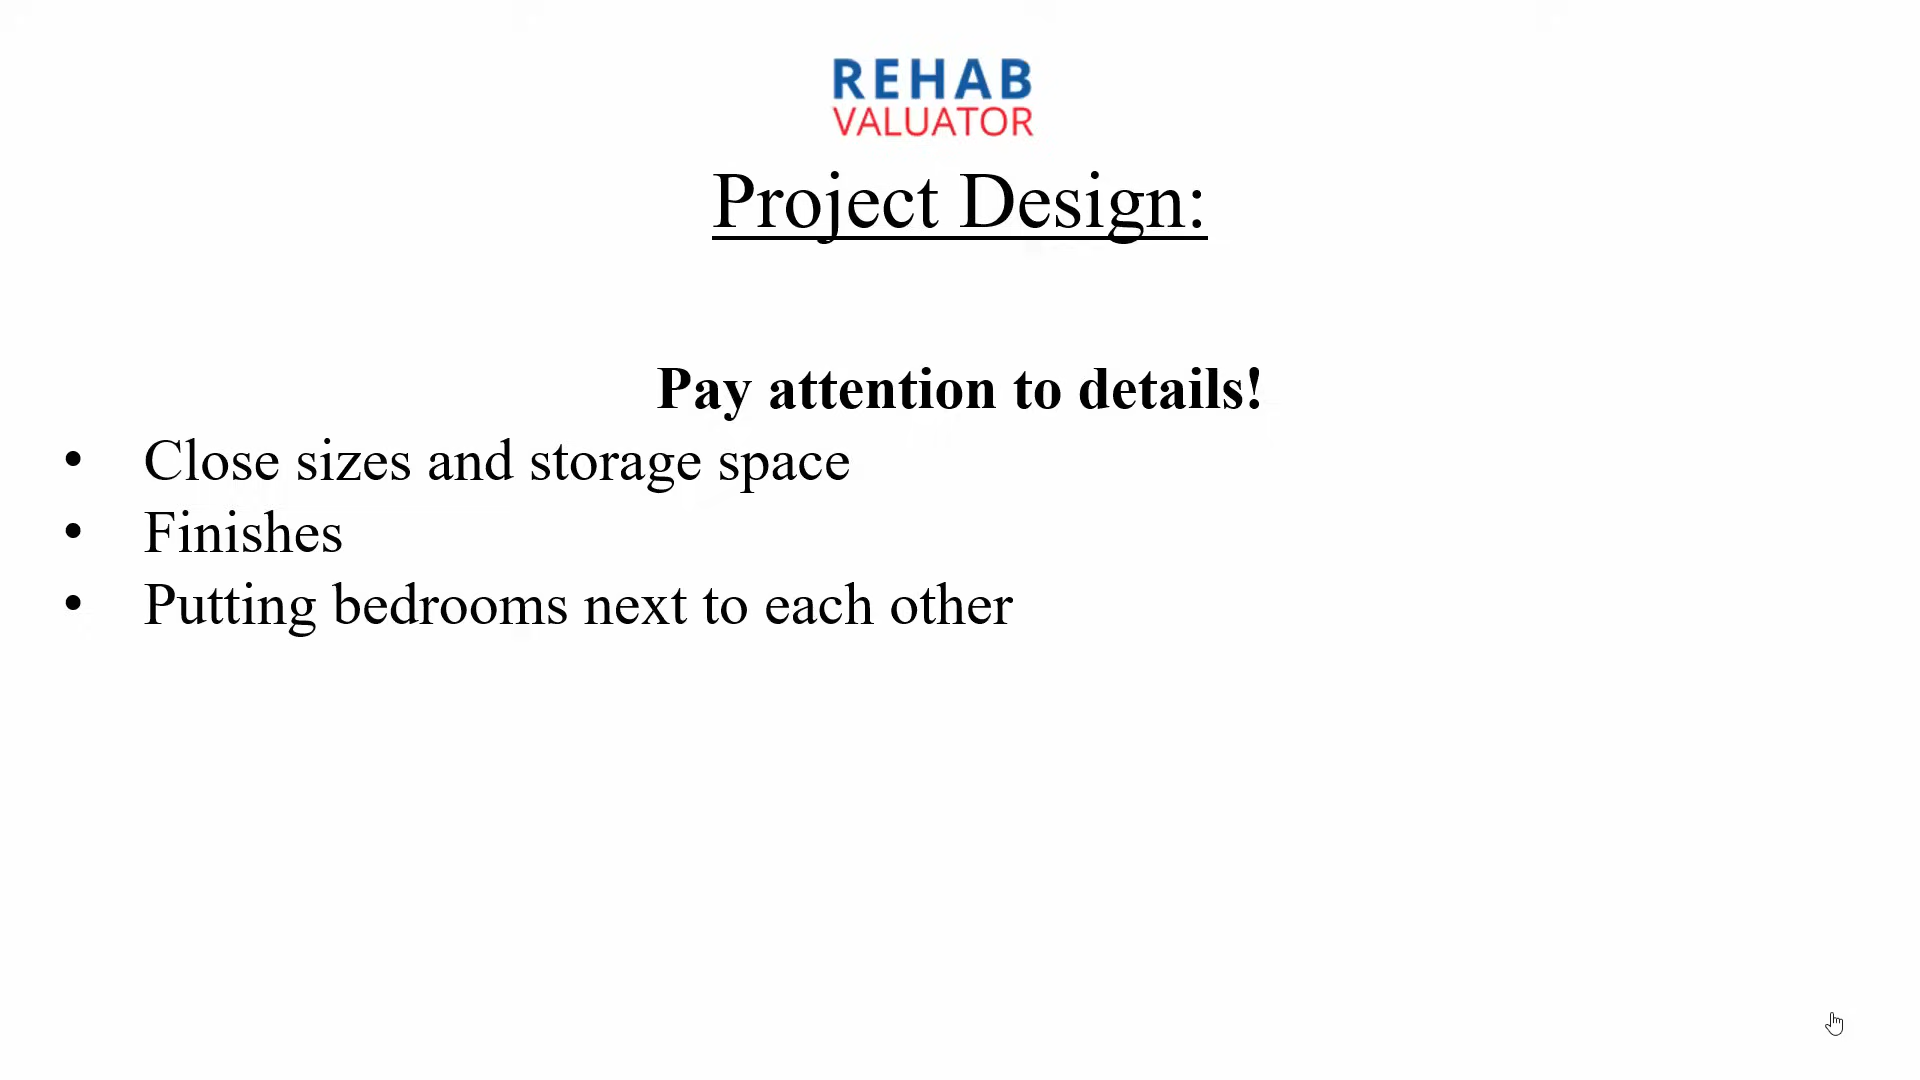 REHAB
VALUATOR
Project Design:
Pay attention to details!
• Close sizes and storage space
• Finishes
• Putting bedrooms next to each other